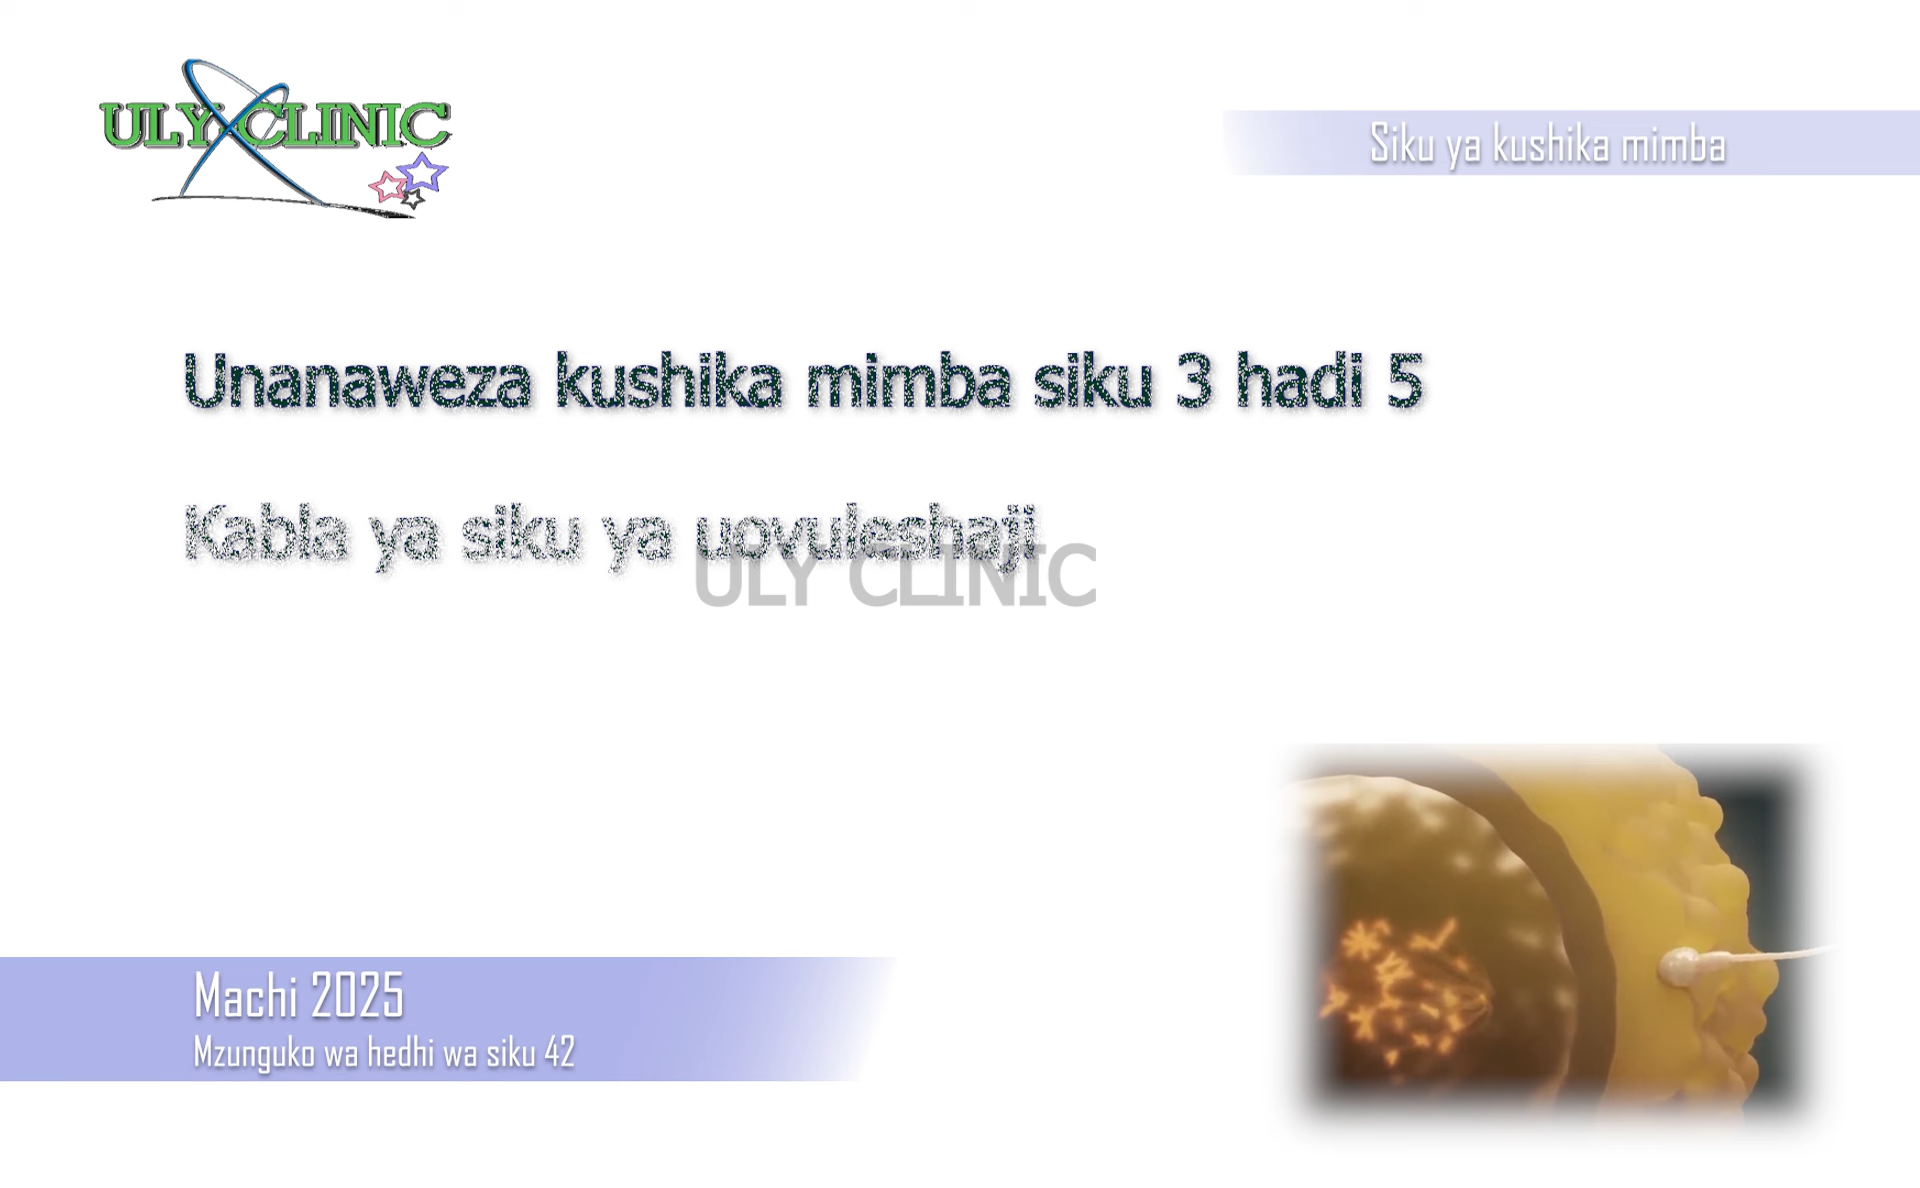 ULY CLINIC
Siku ya kushika mimba
Unanaweza kushika mimba siku 3 hadi 5
Kabla ya siku ya uovuleshaji
ULY CLINIC
Machi 2025
Mzunguko wa hedhi wa siku 42